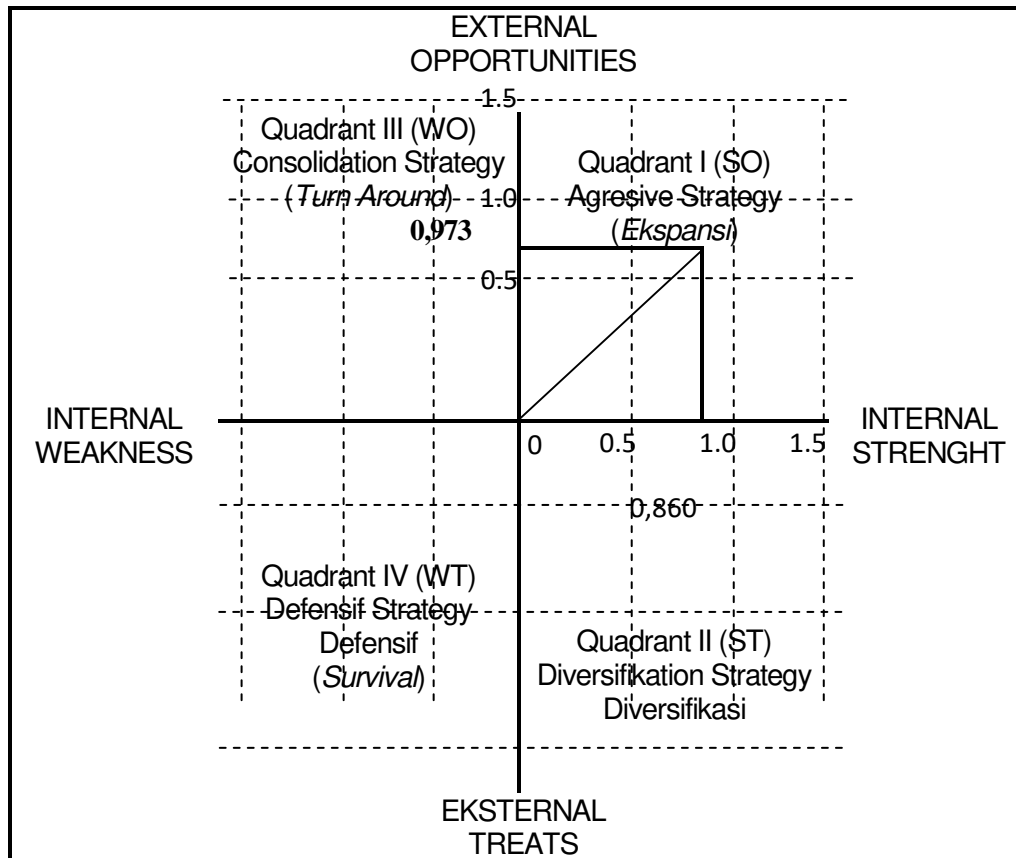 EXTERNAL
OPPORTUNITIES
1.5
Quadrant III (WO)
Consolidation Strategy
(Turn Around)
Quadrant I (SO)
Agresive Strategy
(Ekspansi)
1.0
0,973
0.5
INTERNAL
WEAKNESS
INTERNAL
STRENGHT
0 0.5 1.0 1.5
0,860
Quadrant IV (WT)
Defensif Strategy
Defensif
(Survival)
Quadrant II (ST)
Diversifikation Strategy
Diversifikasi
EKSTERNAL
TREATS